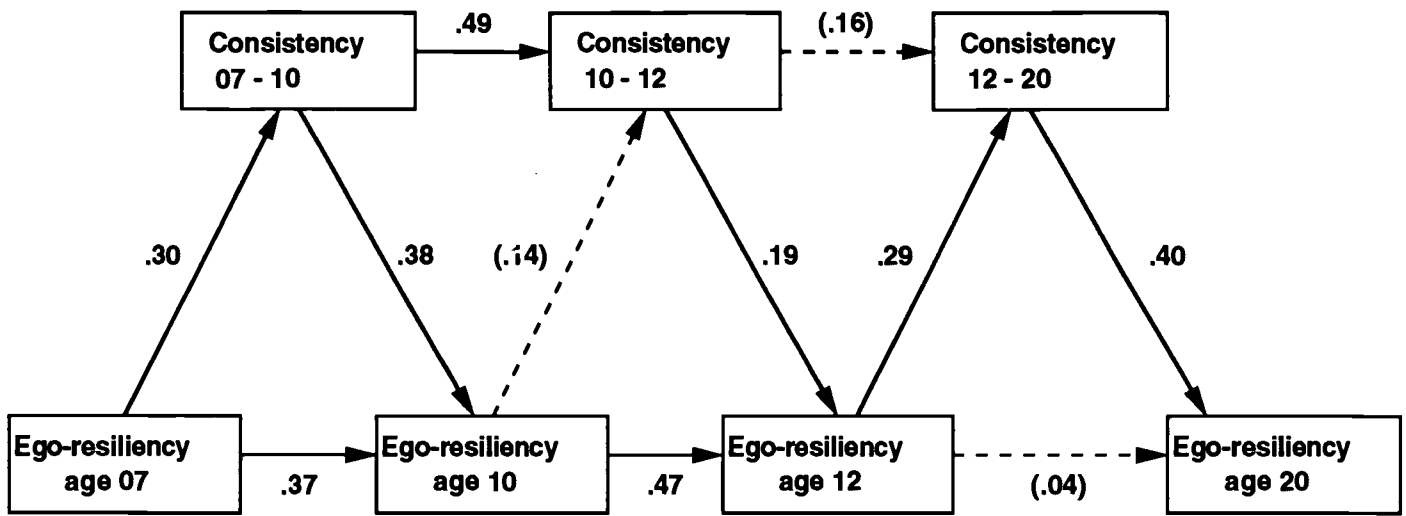 .49
(.16)
Consistency
07 - 10
Consistency
10 - 12
Consistency
12 - 20
.30
.38
(.14)
.19
.29
.40
Ego-resiliency
age 07
Ego-resiliency
age 10
Ego-resiliency
age 12
Ego-resiliency
age 20
.37
.47
(.04)